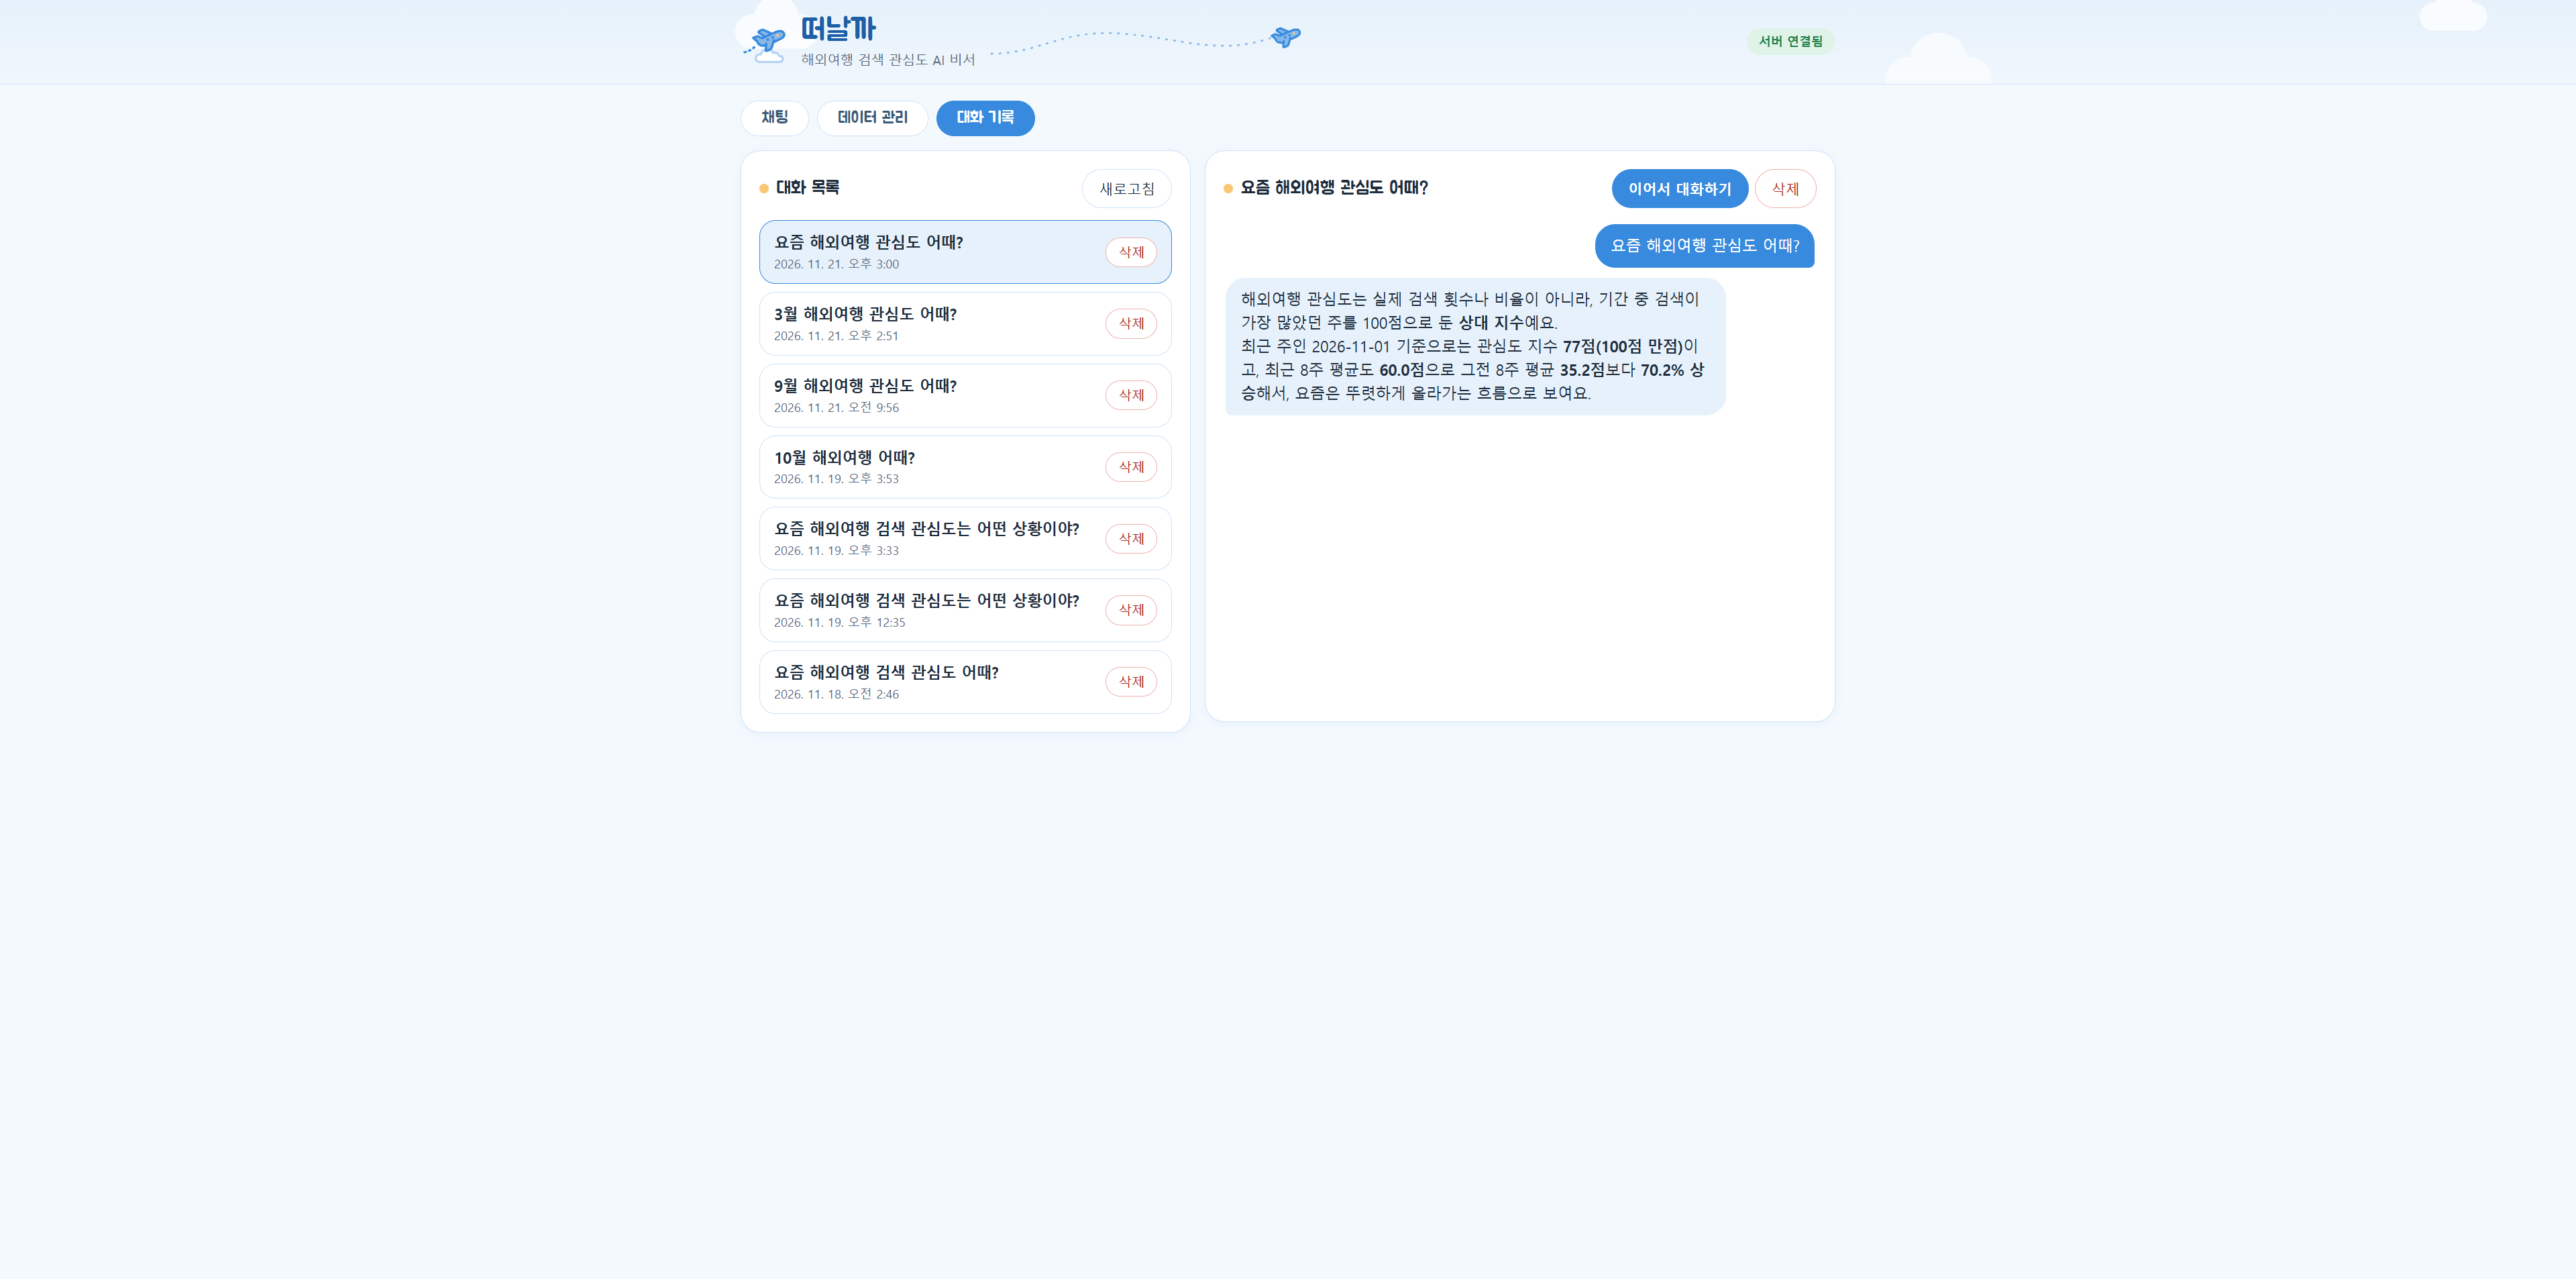 떠날까
해외여행 검색 관심도 AI 비서
서버 연결됨
채팅
데이터 관리
대화 기록
대화 목록
새로고침
요즘 해외여행 관심도 어때?
2026. 11. 21. 오후 3:00
삭제
3월 해외여행 관심도 어때?
2026. 11. 21. 오후 2:51
삭제
9월 해외여행 관심도 어때?
2026. 11. 21. 오전 9:56
삭제
10월 해외여행 어때?
2026. 11. 19. 오후 3:53
삭제
요즘 해외여행 검색 관심도는 어떤 상황이야?
2026. 11. 19. 오후 3:33
삭제
요즘 해외여행 검색 관심도는 어떤 상황이야?
2026. 11. 19. 오후 12:35
삭제
요즘 해외여행 검색 관심도 어때?
2026. 11. 18. 오전 2:46
삭제
요즘 해외여행 관심도 어때?
이어서 대화하기
삭제
요즘 해외여행 관심도 어때?
해외여행 관심도는 실제 검색 횟수나 비율이 아니라, 기간 중 검색이
가장 많았던 주를 100점으로 둔 상대 지수예요.
최근 주인 2026-11-01 기준으로는 관심도 지수 77점(100점 만점)이
고, 최근 8주 평균도 60.0점으로 그전 8주 평균 35.2점보다 70.2% 상
승해서, 요즘은 뚜렷하게 올라가는 흐름으로 보여요.